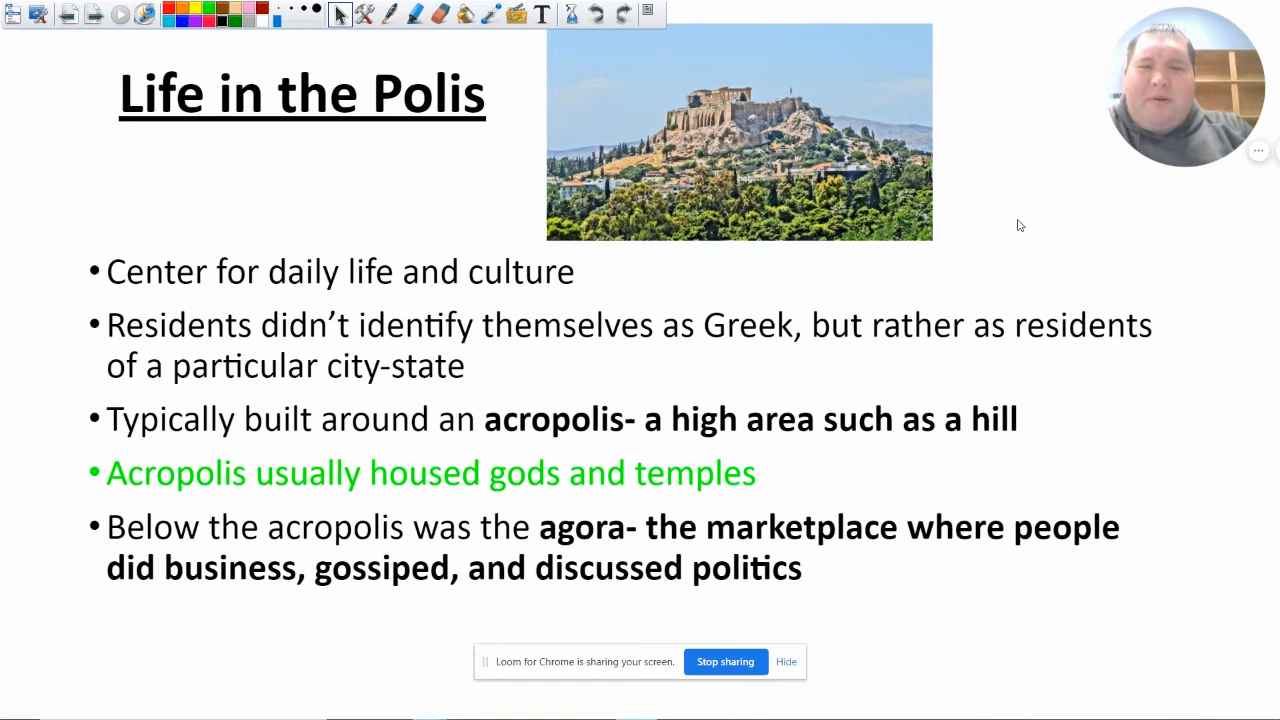 Life in the Polis
•Center for daily life and culture
•Residents didn’t identify themselves as Greek, but rather as residents
of a particular city-state
•Typically built around an acropolis- a high area such as a hill
•Acropolis usually housed gods and temples
•Below the acropolis was the agora- the marketplace where people
did business, gossiped, and discussed politics
Loom for Chrome is sharing your screen. Stop sharing Hide